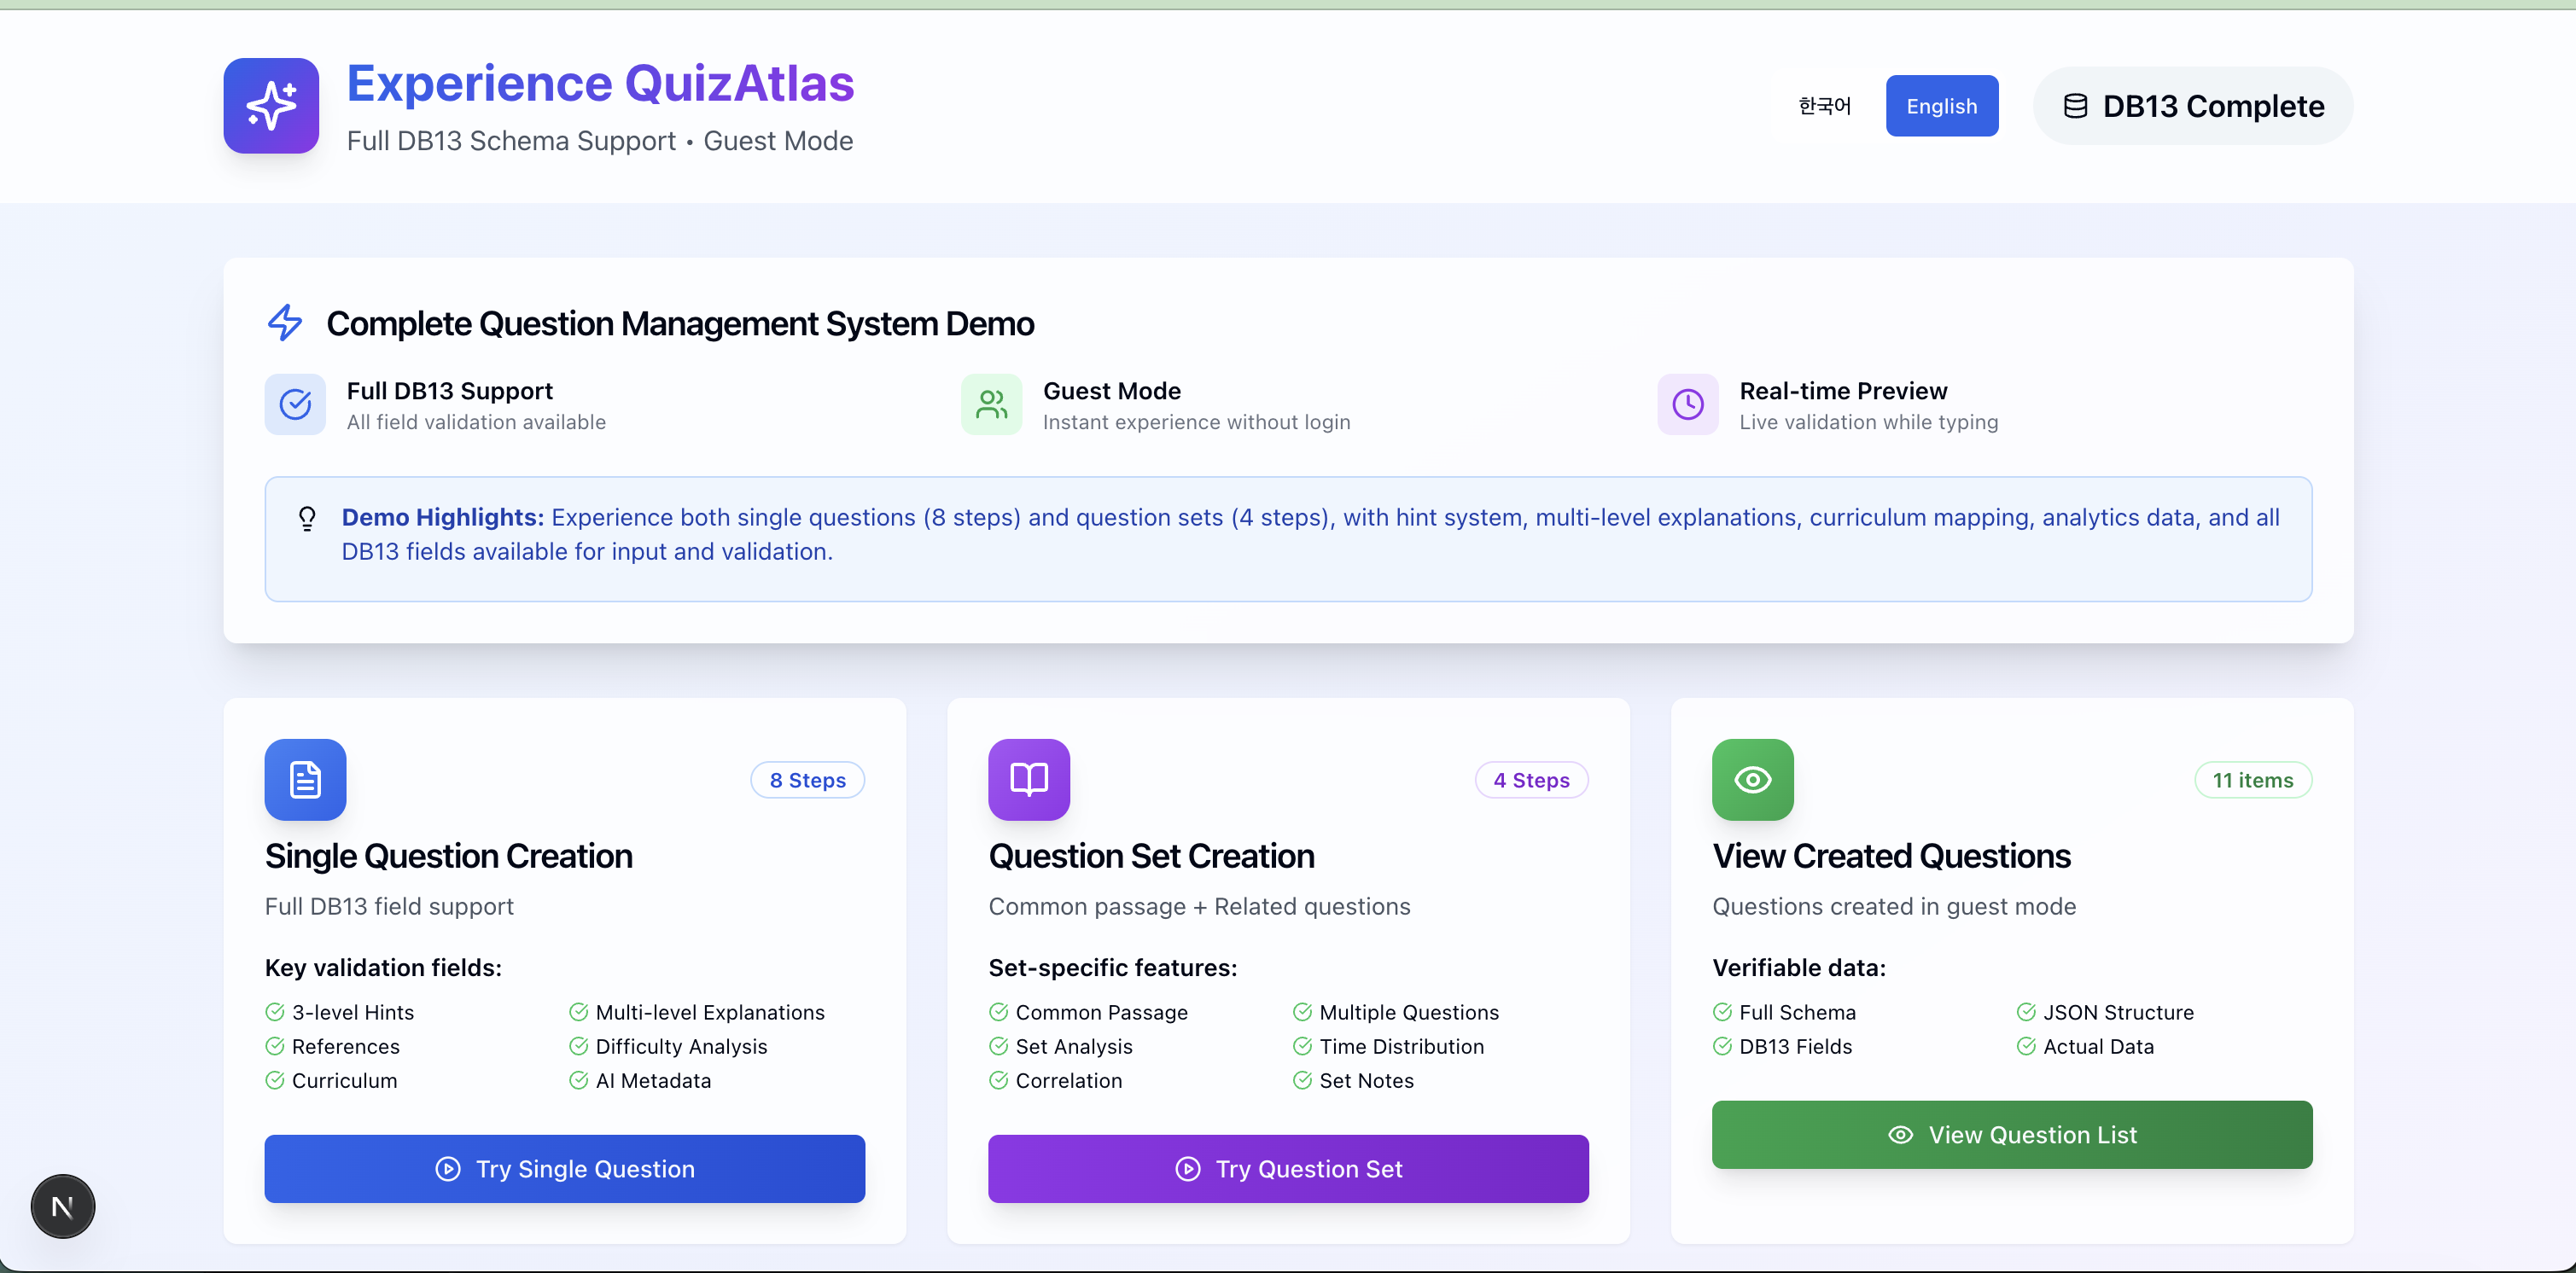 Experience QuizAtlas
Full DB13 Schema Support • Guest Mode
한국어
English
DB13 Complete
Complete Question Management System Demo
Full DB13 Support
All field validation available
Guest Mode
Instant experience without login
Real-time Preview
Live validation while typing
Demo Highlights: Experience both single questions (8 steps) and question sets (4 steps), with hint system, multi-level explanations, curriculum mapping, analytics data, and all
DB13 fields available for input and validation.
8 Steps
Single Question Creation
Full DB13 field support
Key validation fields:
3-level Hints
Multi-level Explanations
References
Difficulty Analysis
Curriculum
AI Metadata
Try Single Question
4 Steps
Question Set Creation
Common passage + Related questions
Set-specific features:
Common Passage
Multiple Questions
Set Analysis
Time Distribution
Correlation
Set Notes
Try Question Set
11 items
View Created Questions
Questions created in guest mode
Verifiable data:
Full Schema
JSON Structure
DB13 Fields
Actual Data
View Question List
N